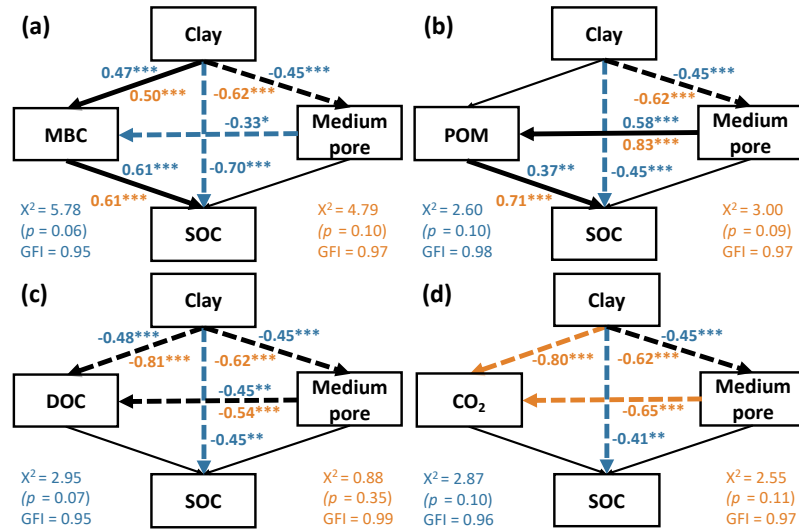 (a)
Clay
0.47***
0.50***
-0.62***
-0.45***
MBC
-0.33*
Medium
pore
0.61***
0.61***
-0.70***
SOC
X² = 5.78
(p = 0.06)
GFI = 0.95
X² = 4.79
(p = 0.10)
GFI = 0.97
(b)
Clay
-0.45***
-0.62***
POM
0.58***
0.83***
Medium
pore
0.37**
0.71***
-0.45***
SOC
X² = 2.60
(p = 0.10)
GFI = 0.98
X² = 3.00
(p = 0.09)
GFI = 0.97
(c)
Clay
-0.48***
-0.81***
-0.62***
-0.45***
DOC
-0.45**
-0.54***
Medium
pore
-0.45**
SOC
X² = 2.95
(p = 0.07)
GFI = 0.95
X² = 0.88
(p = 0.35)
GFI = 0.99
(d)
Clay
-0.80***
-0.62***
-0.45***
CO₂
-0.65***
Medium
pore
-0.41**
SOC
X² = 2.87
(p = 0.10)
GFI = 0.96
X² = 2.55
(p = 0.11)
GFI = 0.97